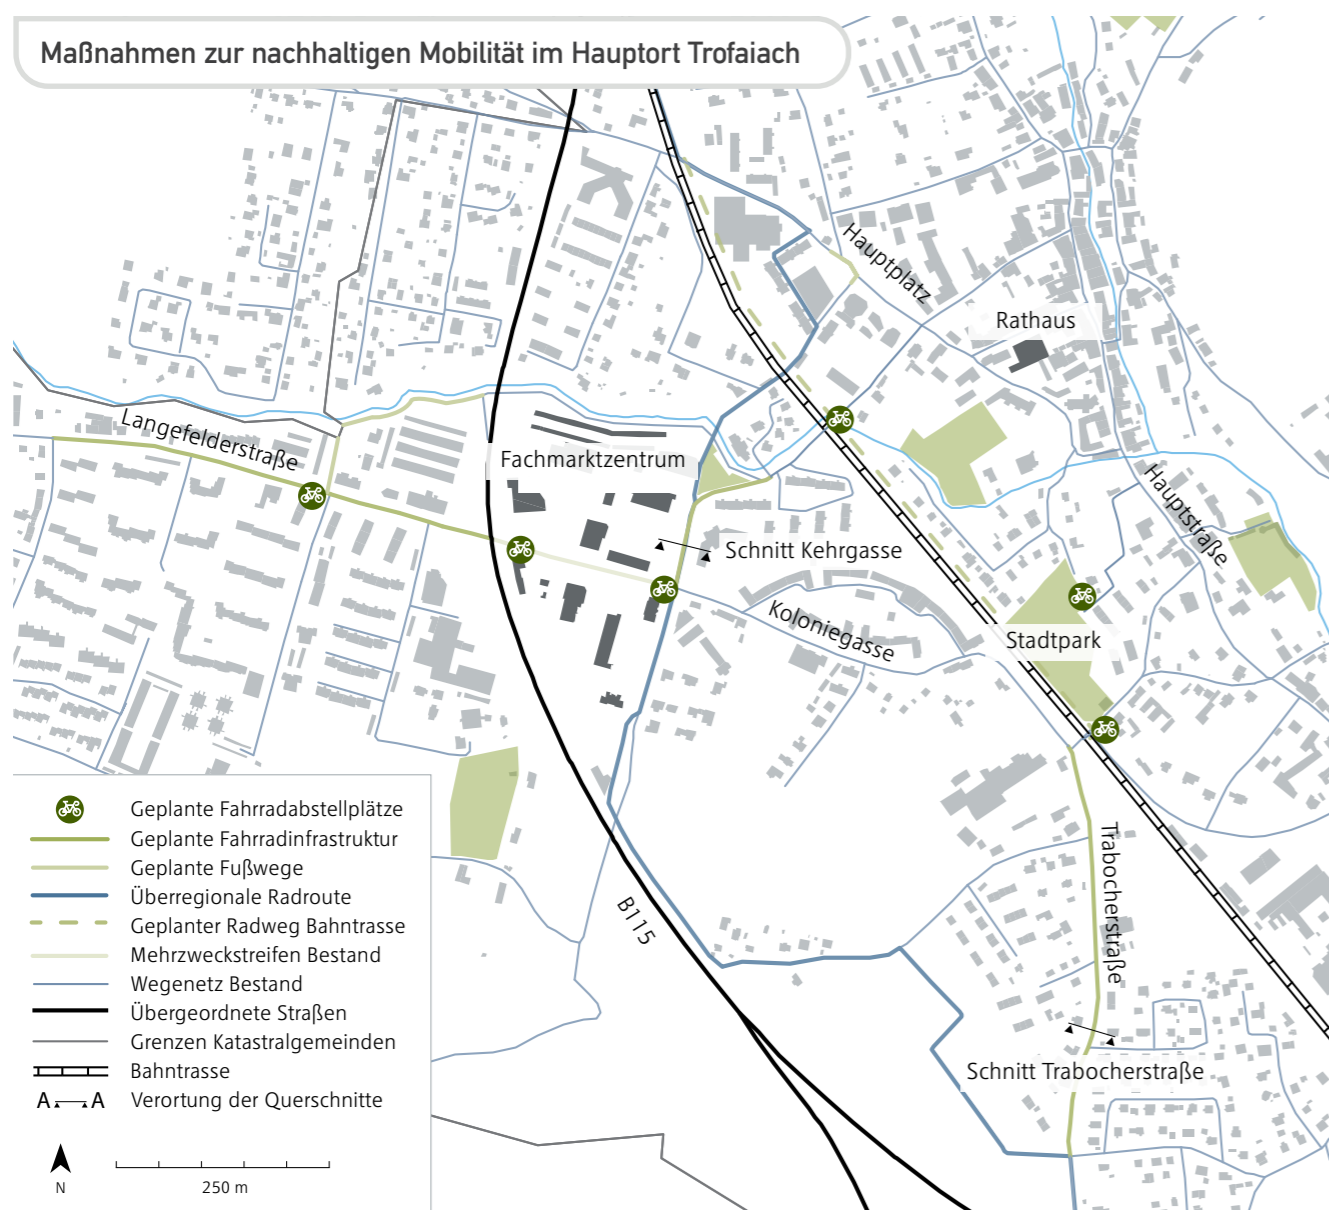 Maßnahmen zur nachhaltigen Mobilität im Hauptort Trofaiach
Hauptplatz
Rathaus
Langefelderstraße
Fachmarktzentrum
Hauptstraße
Schnitt Kehrgasse
Koloniegasse
Stadtpark
Trabocherstraße
B115
Schnitt Trabocherstraße
Geplante Fahrradabstellplätze
Geplante Fahrradinfrastruktur
Geplante Fußwege
Überregionale Radroute
Geplanter Radweg Bahntrasse
Mehrzweckstreifen Bestand
Wegenetz Bestand
Übergeordnete Straßen
Grenzen Katastralgemeinden
Bahntrasse
A A Verortung der Querschnitte
N
250 m